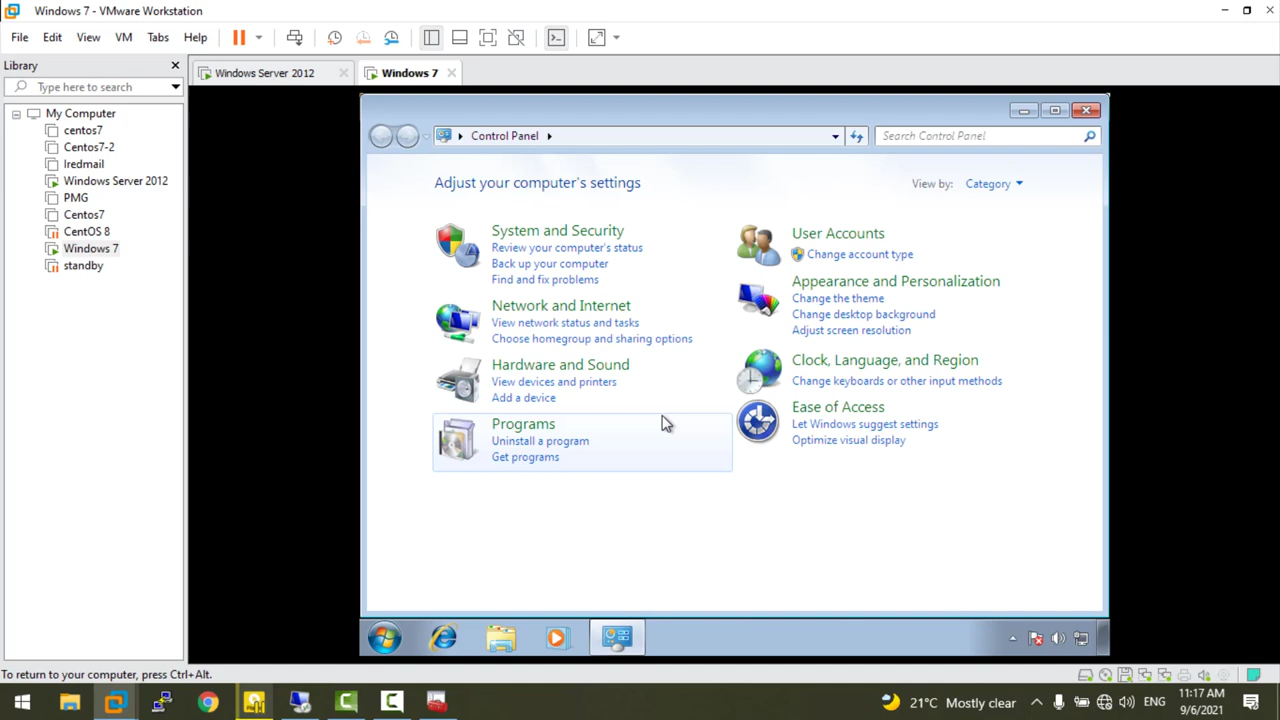 Windows 7 - VMware Workstation
File Edit View VM Tabs Help
Library
Type here to search
My Computer
centos7
Centos7-2
Iredmail
Windows Server 2012
PMG
Centos7
CentOS 8
Windows 7
standby
Windows Server 2012
Windows 7
Control Panel
Search Control Panel
Adjust your computer's settings
View by: Category
System and Security
Review your computer's status
Back up your computer
Find and fix problems
Network and Internet
View network status and tasks
Choose homegroup and sharing options
Hardware and Sound
View devices and printers
Add a device
Programs
Uninstall a program
Get programs
User Accounts
Change account type
Appearance and Personalization
Change the theme
Change desktop background
Adjust screen resolution
Clock, Language, and Region
Change keyboards or other input methods
Ease of Access
Let Windows suggest settings
Optimize visual display
To return to your computer, press Ctrl+Alt.
21°C Mostly clear
ENG
11:17 AM
9/6/2021